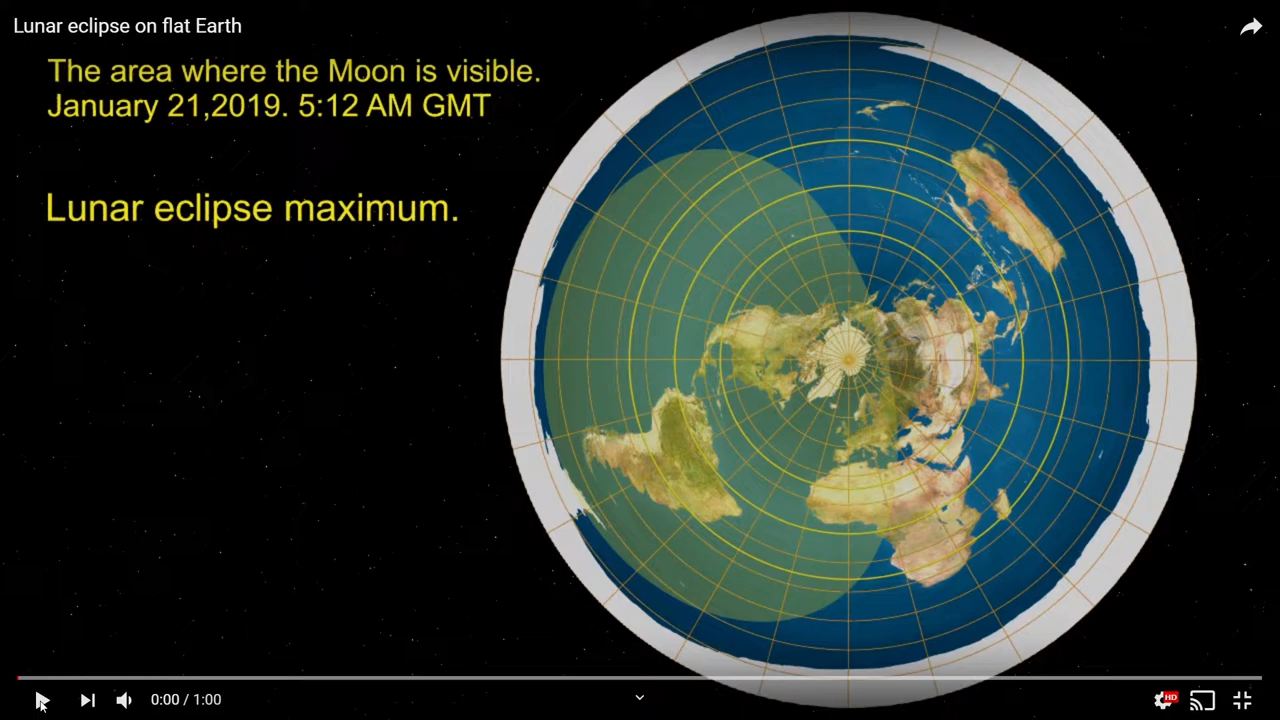 Lunar eclipse on flat Earth
The area where the Moon is visible.
January 21,2019. 5:12 AM GMT
Lunar eclipse maximum.
0:00 / 1:00
HD